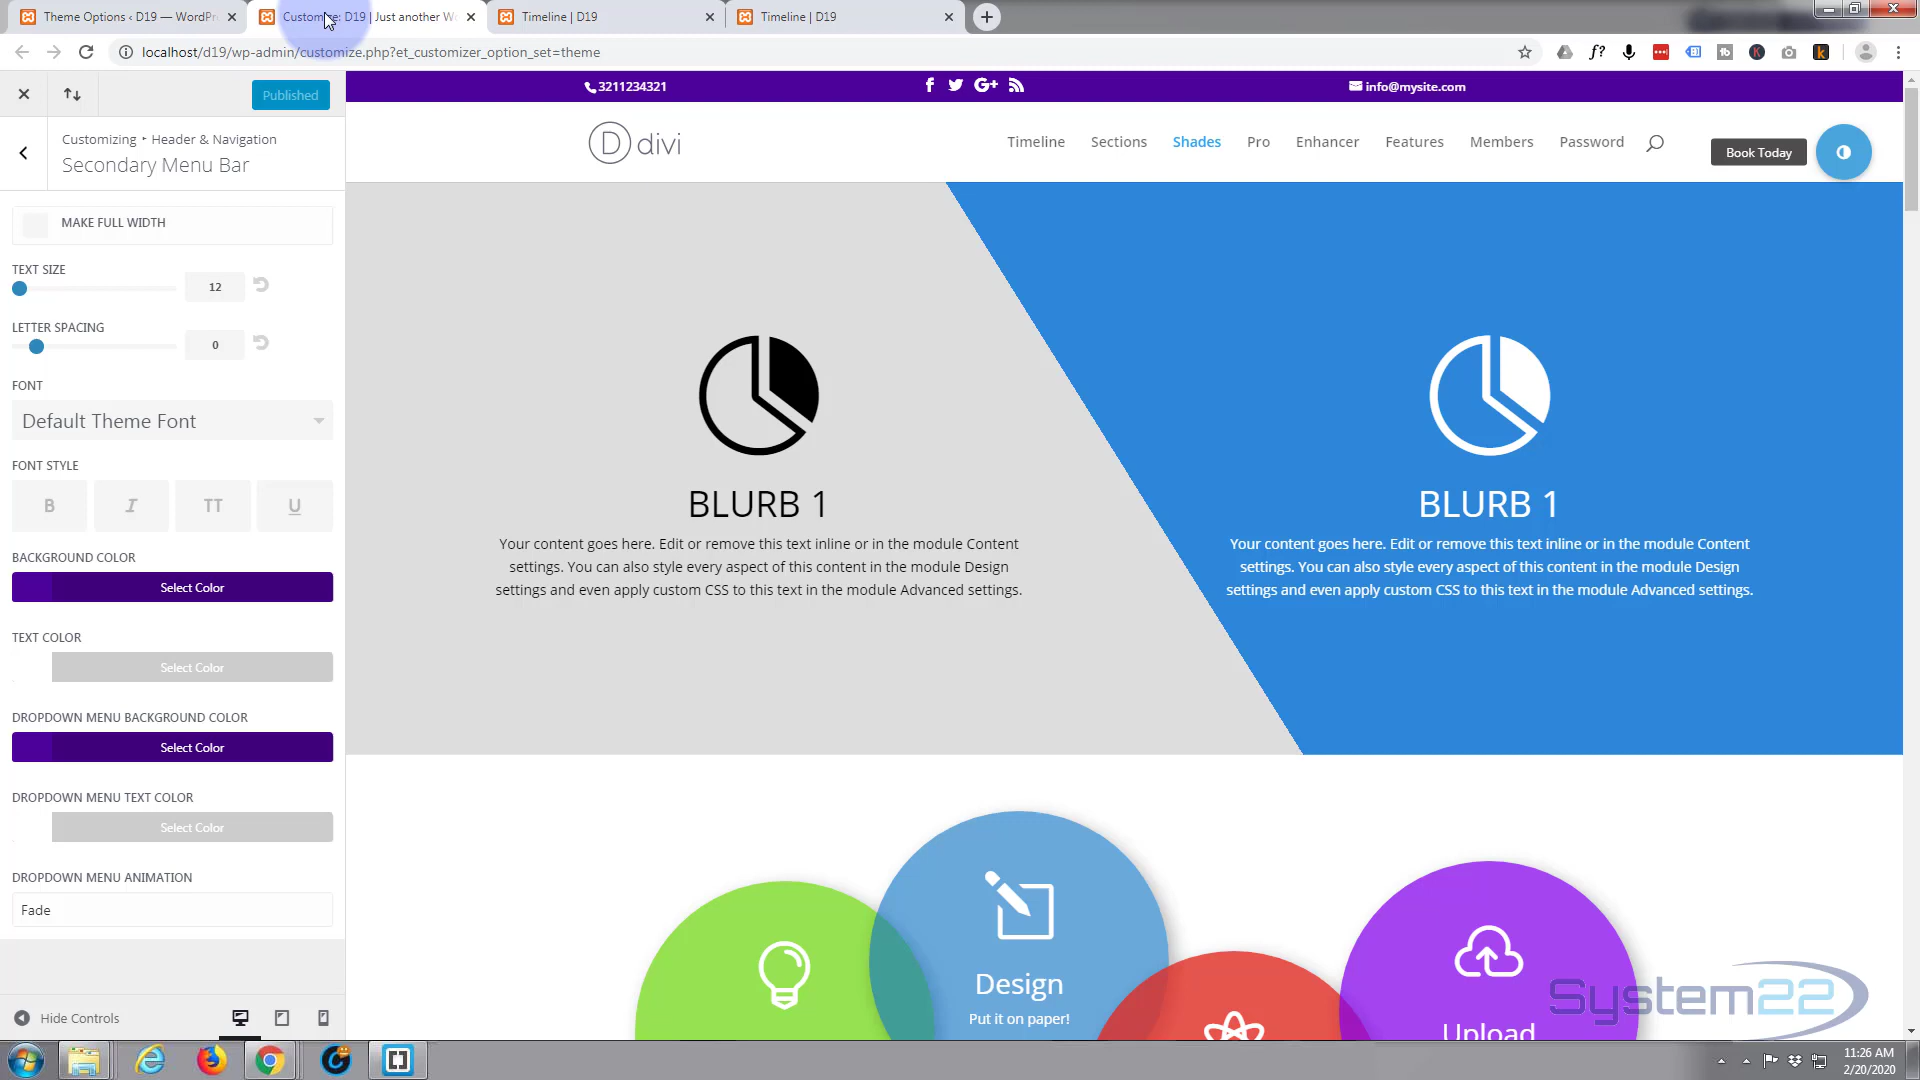 Theme Options ‹ D19 — WordPr
Customize: D19 | Just another Wo
Timeline | D19
Timeline | D19
localhost/d19/wp-admin/customize.php?et_customizer_option_set=theme
Published
Customizing ‣ Header & Navigation
Secondary Menu Bar
MAKE FULL WIDTH
TEXT SIZE
12
LETTER SPACING
0
FONT
Default Theme Font
FONT STYLE
B I TT U
BACKGROUND COLOR
Select Color
TEXT COLOR
Select Color
DROPDOWN MENU BACKGROUND COLOR
Select Color
DROPDOWN MENU TEXT COLOR
Select Color
DROPDOWN MENU ANIMATION
Fade
Hide Controls
3211234321
info@mysite.com
D divi
Timeline Sections Shades Pro Enhancer Features Members Password
Book Today
BLURB 1
Your content goes here. Edit or remove this text inline or in the module Content
settings. You can also style every aspect of this content in the module Design
settings and even apply custom CSS to this text in the module Advanced settings.
BLURB 1
Your content goes here. Edit or remove this text inline or in the module Content
settings. You can also style every aspect of this content in the module Design
settings and even apply custom CSS to this text in the module Advanced settings.
Design
Put it on paper!
Upload
System22
11:26 AM
2/20/2020